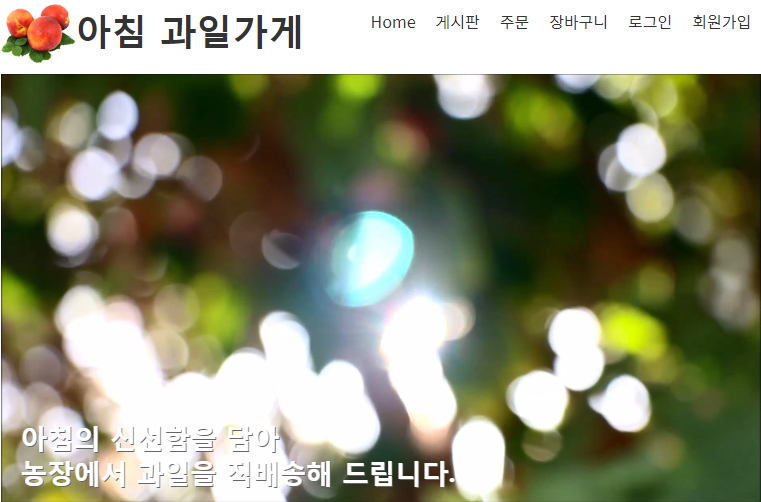 아침 과일가게
Home 게시판 주문 장바구니 로그인 회원가입
아침의 신선함을 담아
농장에서 과일을 직배송해 드립니다.